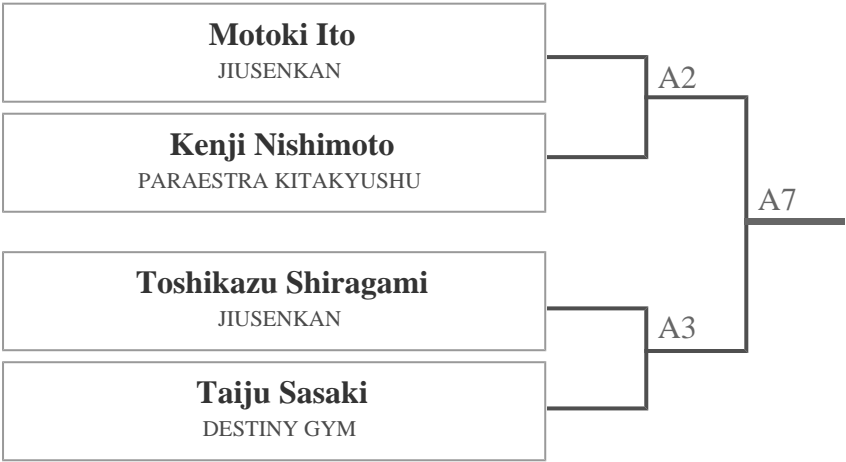 Motoki Ito
JIUSENKAN
A2
Kenji Nishimoto
PARAESTRA KITAKYUSHU
A7
Toshikazu Shiragami
JIUSENKAN
A3
Taiju Sasaki
DESTINY GYM